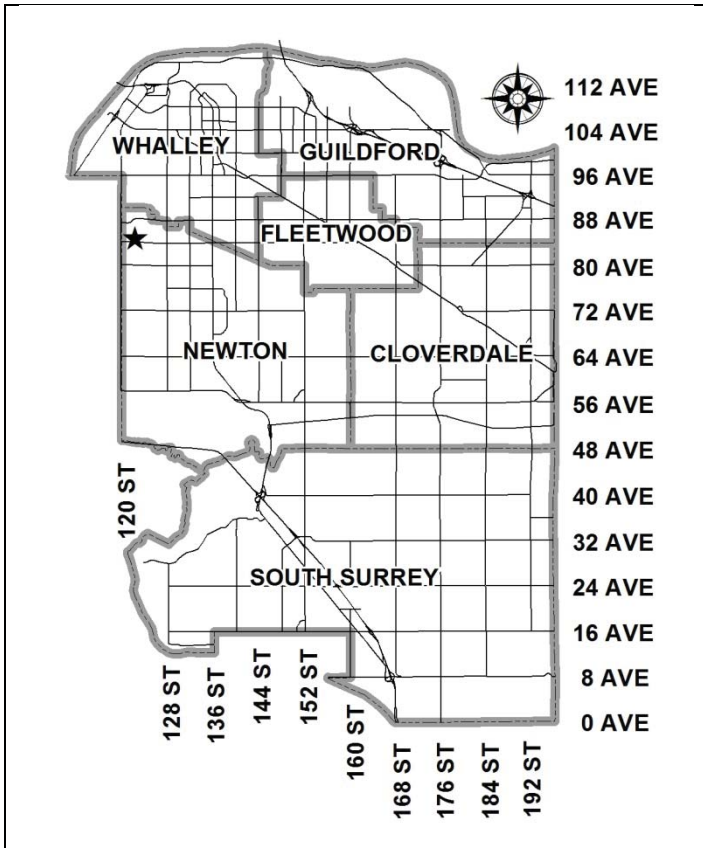 112 AVE
104 AVE
WHALLEY
GUILDFORD
96 AVE
88 AVE
FLEETWOOD
80 AVE
72 AVE
NEWTON
CLOVERDALE
64 AVE
56 AVE
48 AVE
120 ST
40 AVE
32 AVE
SOUTH SURREY
24 AVE
16 AVE
128 ST
136 ST
144 ST
152 ST
160 ST
8 AVE
0 AVE
168 ST
176 ST
184 ST
192 ST